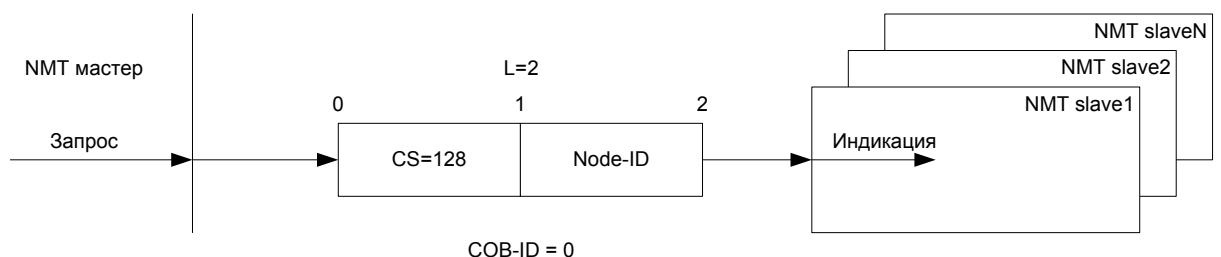 NMT slaveN
NMT мастер
L=2
NMT slave2
0 1 2
NMT slave1
Запрос
CS=128
Node-ID
Индикация
COB-ID = 0